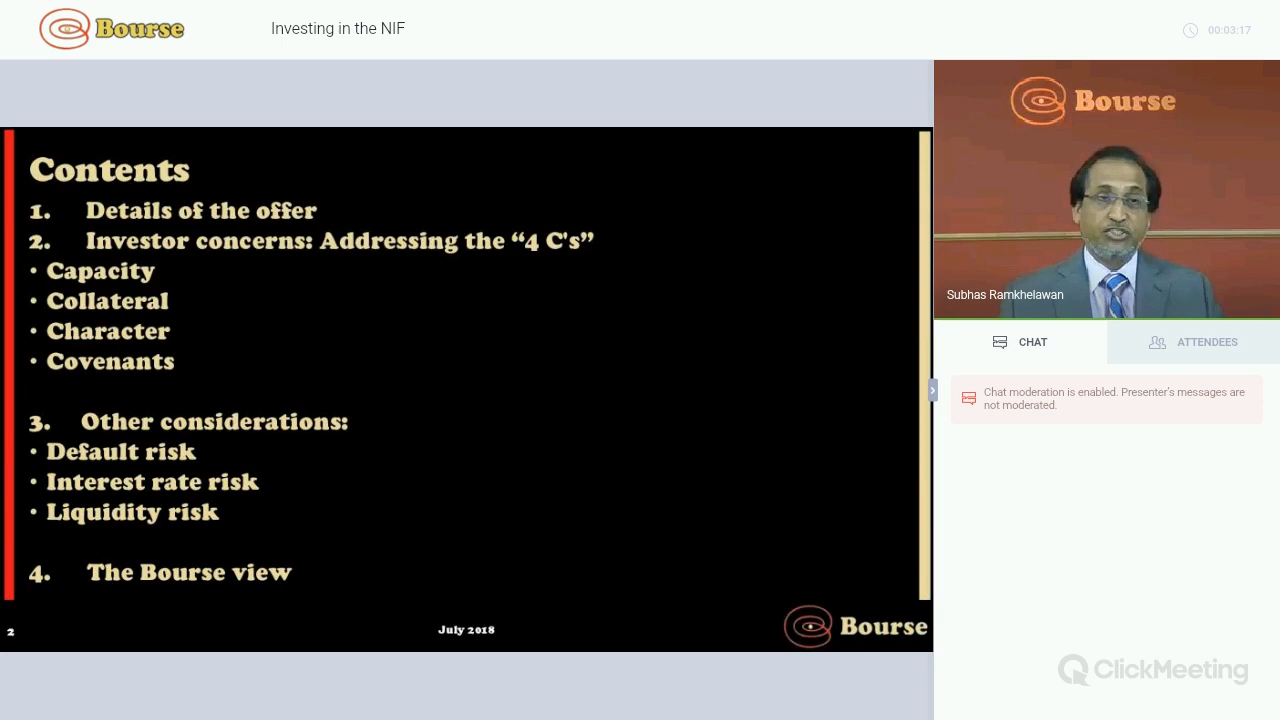 Bourse
Investing in the NIF
00:03:17
Contents
1. Details of the offer
2. Investor concerns: Addressing the “4 C's”
• Capacity
• Collateral
• Character
• Covenants
3. Other considerations:
• Default risk
• Interest rate risk
• Liquidity risk
4. The Bourse view
2
July 2018
Bourse
Bourse
Subhas Ramkhelawan
CHAT
ATTENDEES
Chat moderation is enabled. Presenter's messages are
not moderated.
ClickMeeting